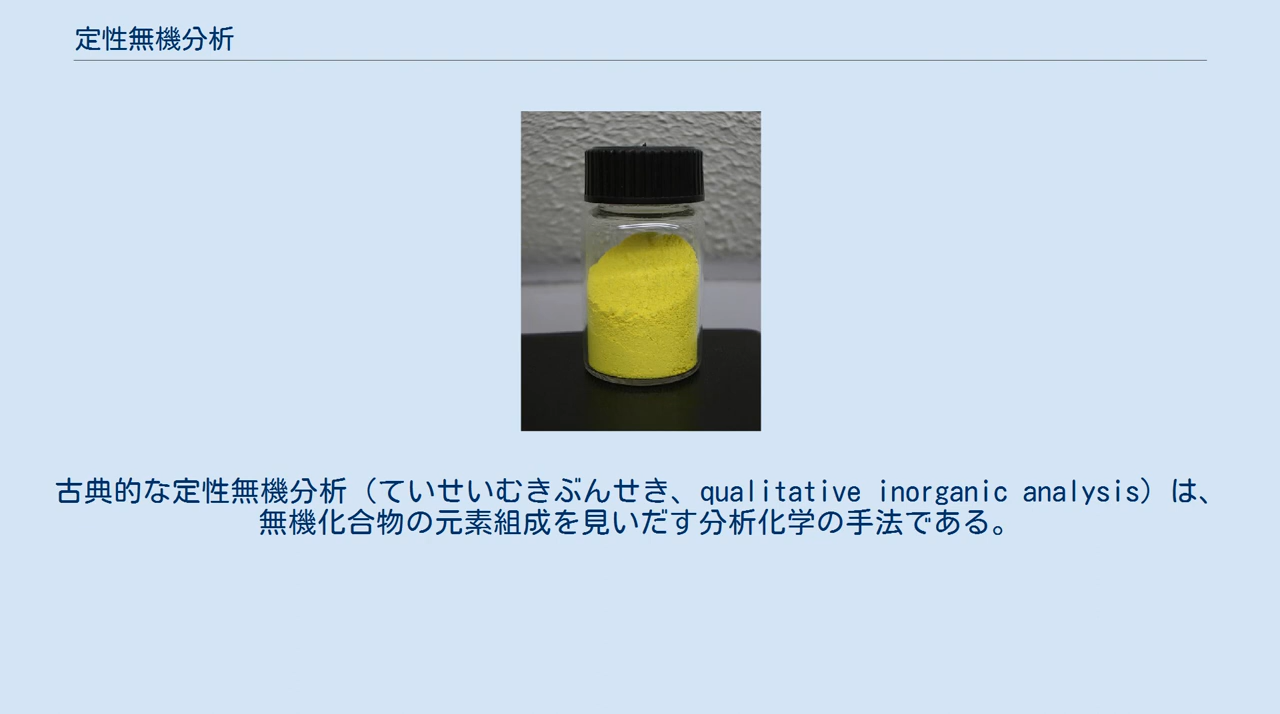 定性無機分析
古典的な定性無機分析（ていせいむきぶんせき、qualitative inorganic analysis）は、
無機化合物の元素組成を見いだす分析化学の手法である。